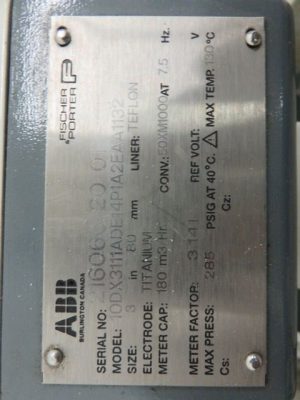 ABB
BURLINGTON CANADA
FISCHER
& PORTER
SERIAL NO:
MODEL:
SIZE: 3 in 80 mm LINER: TEFLON
ELECTRODE: TITANIUM
METER CAP: 180 m3 Hr. CONV.: 50XM1000 AT 7.5 Hz.
METER FACTOR: 3.141 REF VOLT: V
MAX PRESS: 285 PSIG AT 40°C. MAX TEMP. 130°C
Cs: Cz: